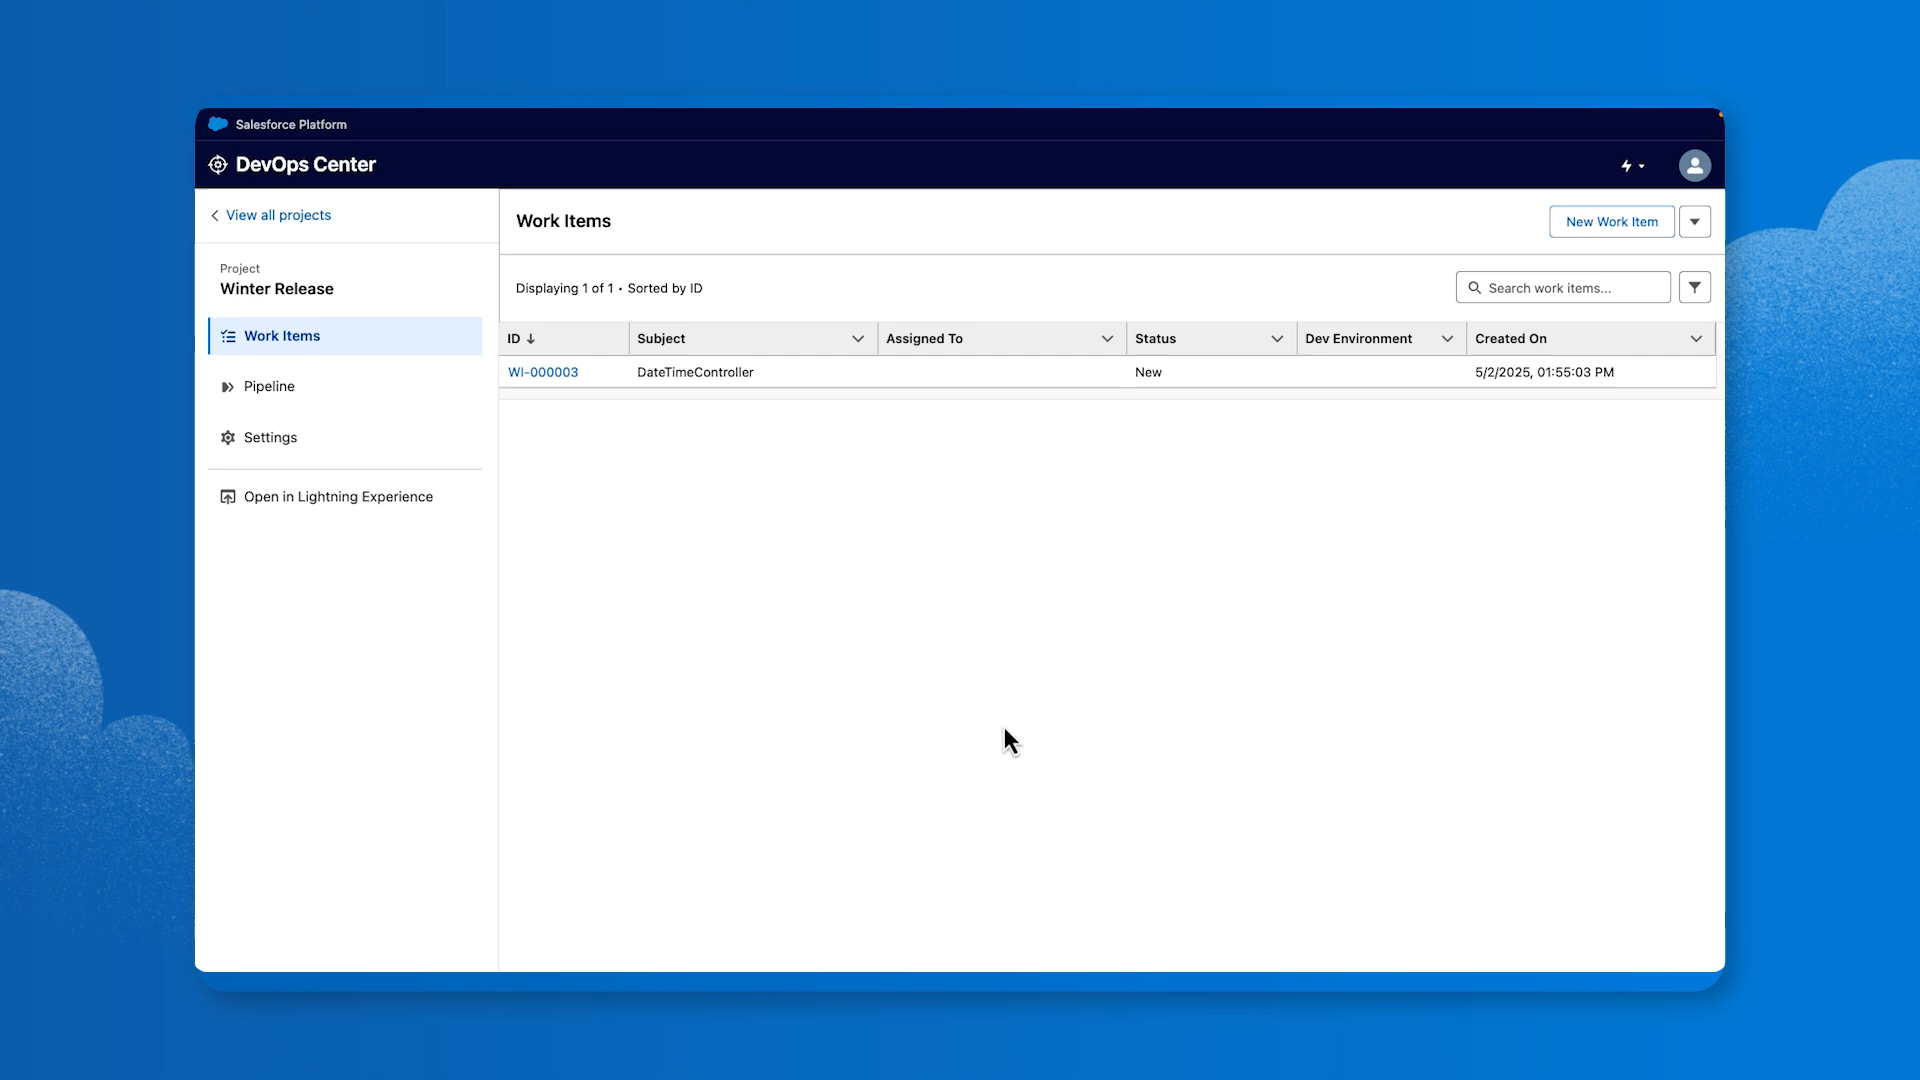 Salesforce Platform
DevOps Center
View all projects
Project
Winter Release
Work Items
Pipeline
Settings
Open in Lightning Experience
Work Items
New Work Item
Displaying 1 of 1 • Sorted by ID
Search work items...
ID Subject Assigned To Status Dev Environment Created On
WI-000003 DateTimeController New 5/2/2025, 01:55:03 PM